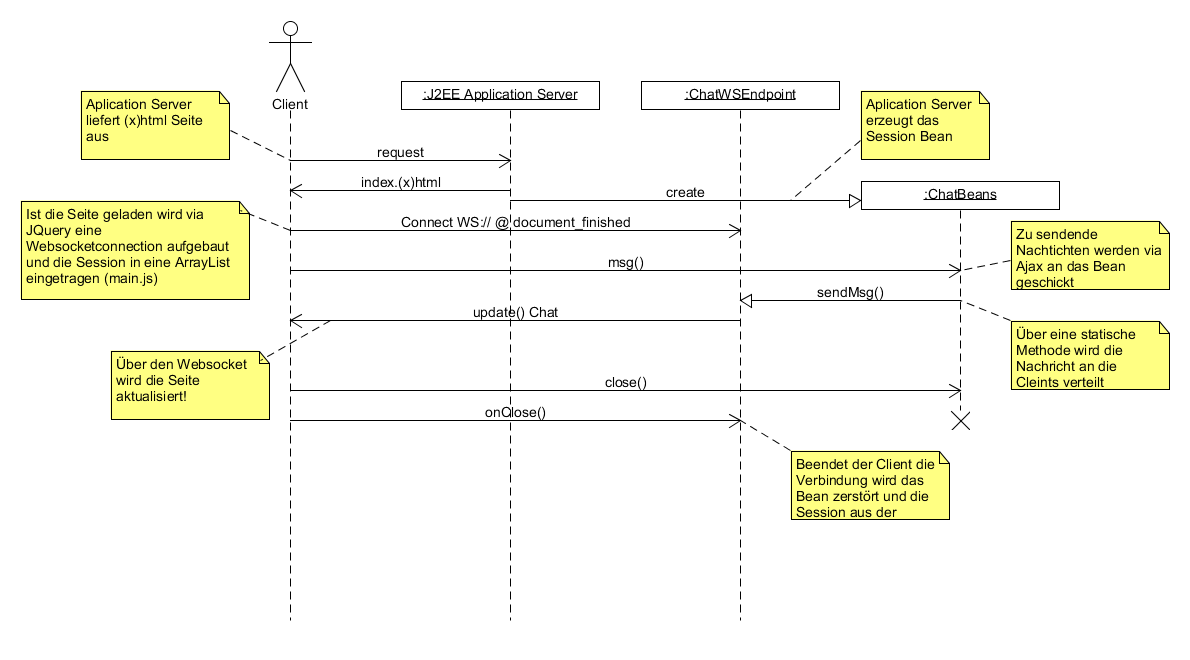 Client
:J2EE Application Server
:ChatWSEndpoint
Aplication Server
liefert (x)html Seite
aus
Aplication Server
erzeugt das
Session Bean
request
index.(x)html
create
:ChatBeans
Ist die Seite geladen wird via
JQuery eine
Websocketconnection aufgebaut
und die Session in eine ArrayList
eingetragen (main.js)
Connect WS:// @ document_finished
Zu sendende
Nachtichten werden via
Ajax an das Bean
geschickt
msg()
sendMsg()
update() Chat
Über eine statische
Methode wird die
Nachricht an die
Cleints verteilt
Über den Websocket
wird die Seite
aktualisiert!
close()
onClose()
Beendet der Client die
Verbindung wird das
Bean zerstört und die
Session aus der